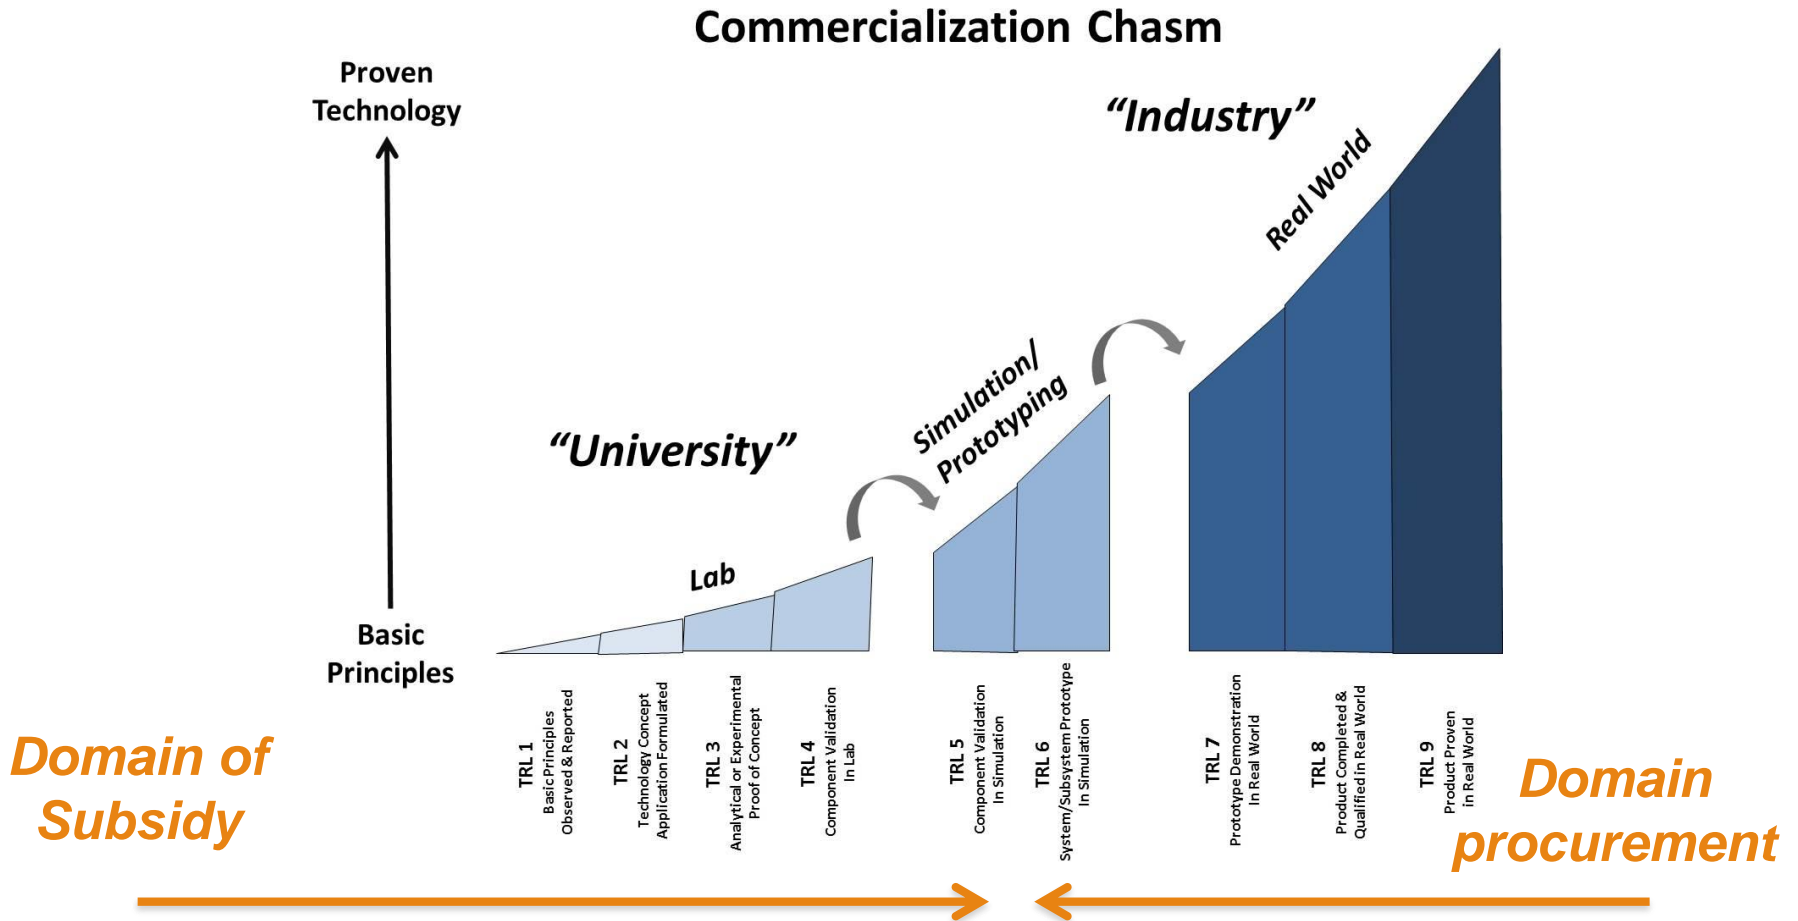 Commercialization Chasm
Proven
Technology
“Industry”
Real World
Simulation/
Prototyping
“University”
Lab
Basic
Principles
TRL 1
Basic Principles
Observed & Reported
TRL 2
Technology Concept
Application Formulated
TRL 3
Analytical or Experimental
Proof of Concept
TRL 4
Component Validation
In Lab
TRL 5
Component Validation
In Simulation
TRL 6
System/Subsystem Prototype
In Simulation
TRL 7
Prototype Demonstration
In Real World
TRL 8
Product Completed &
Qualified in Real World
TRL 9
Product Proven
in Real World
Domain of
Subsidy
Domain
procurement